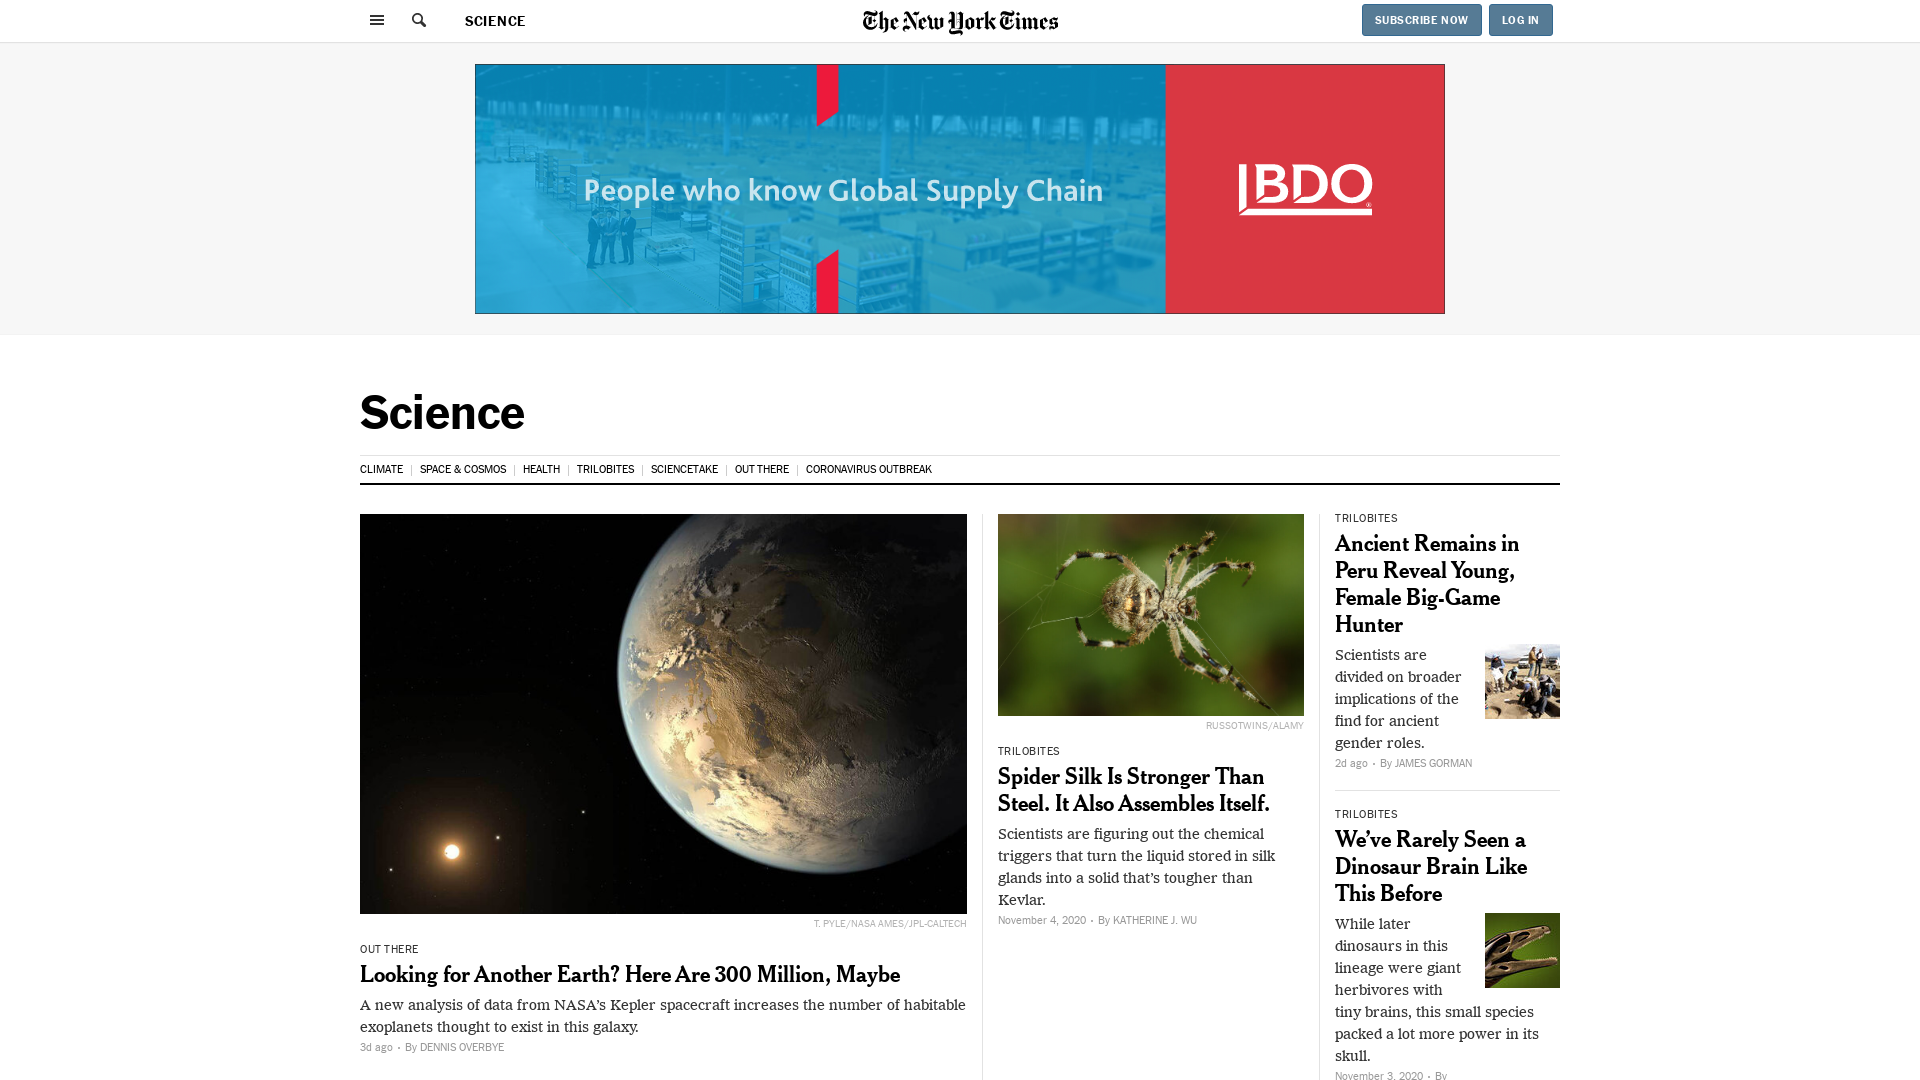 SCIENCE
The New York Times
SUBSCRIBE NOW
LOG IN
People who know Global Supply Chain
BDO
Science
CLIMATE
SPACE & COSMOS
HEALTH
TRILOBITES
SCIENCETAKE
OUT THERE
CORONAVIRUS OUTBREAK
T. PYLE/NASA AMES/JPL-CALTECH
OUT THERE
Looking for Another Earth? Here Are 300 Million, Maybe
A new analysis of data from NASA’s Kepler spacecraft increases the number of habitable
exoplanets thought to exist in this galaxy.
3d ago • By DENNIS OVERBYE
RUSSOTWINS/ALAMY
TRILOBITES
Spider Silk Is Stronger Than
Steel. It Also Assembles Itself.
Scientists are figuring out the chemical
triggers that turn the liquid stored in silk
glands into a solid that’s tougher than
Kevlar.
November 4, 2020 • By KATHERINE J. WU
TRILOBITES
Ancient Remains in
Peru Reveal Young,
Female Big-Game
Hunter
Scientists are
divided on broader
implications of the
find for ancient
gender roles.
2d ago • By JAMES GORMAN
TRILOBITES
We’ve Rarely Seen a
Dinosaur Brain Like
This Before
While later
dinosaurs in this
lineage were giant
herbivores with
tiny brains, this small species
packed a lot more power in its
skull.
November 3, 2020 • By